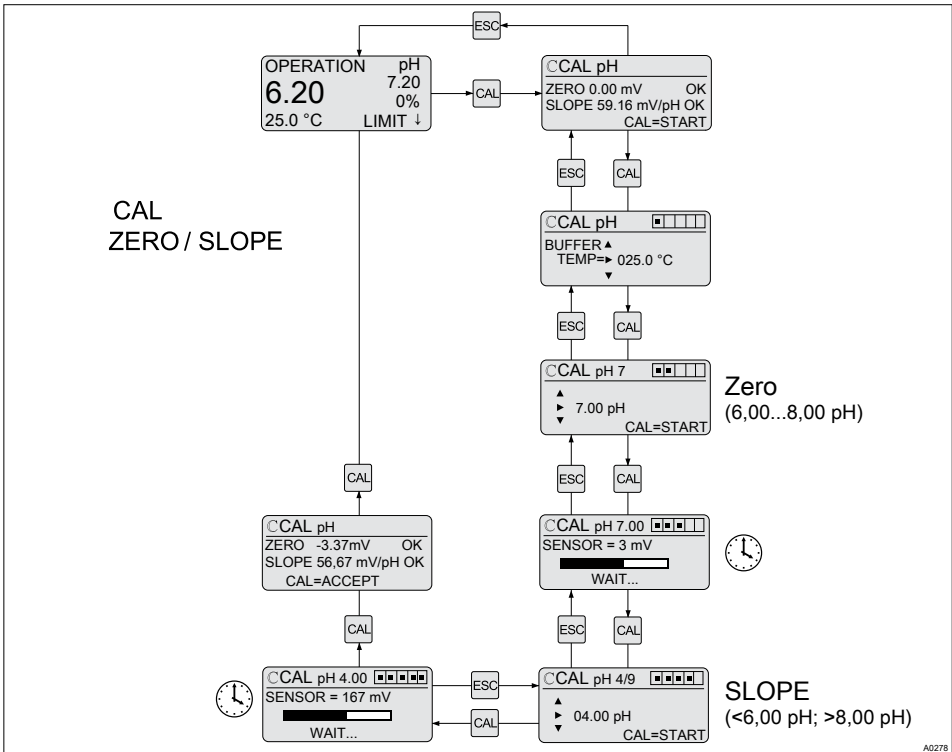 ESC
OPERATION pH
6.20 7.20
0%
25.0 °C LIMIT ↓
CAL
CCAL pH
ZERO 0.00 mV OK
SLOPE 59.16 mV/pH OK
CAL=START
ESC
CAL
CAL
ZERO / SLOPE
CCAL pH
BUFFER ▲
TEMP=► 025.0 °C
▼
ESC
CAL
CCAL pH 7
▲
► 7.00 pH
▼
CAL=START
Zero
(6,00...8,00 pH)
CAL
ESC
CAL
CCAL pH
ZERO -3.37mV OK
SLOPE 56,67 mV/pH OK
CAL=ACCEPT
CCAL pH 7.00
SENSOR = 3 mV
WAIT...
CAL
ESC
CAL
CCAL pH 4.00
SENSOR = 167 mV
WAIT...
ESC
CAL
CCAL pH 4/9
▲
► 04.00 pH
▼
CAL=START
SLOPE
(<6,00 pH; >8,00 pH)
A0278